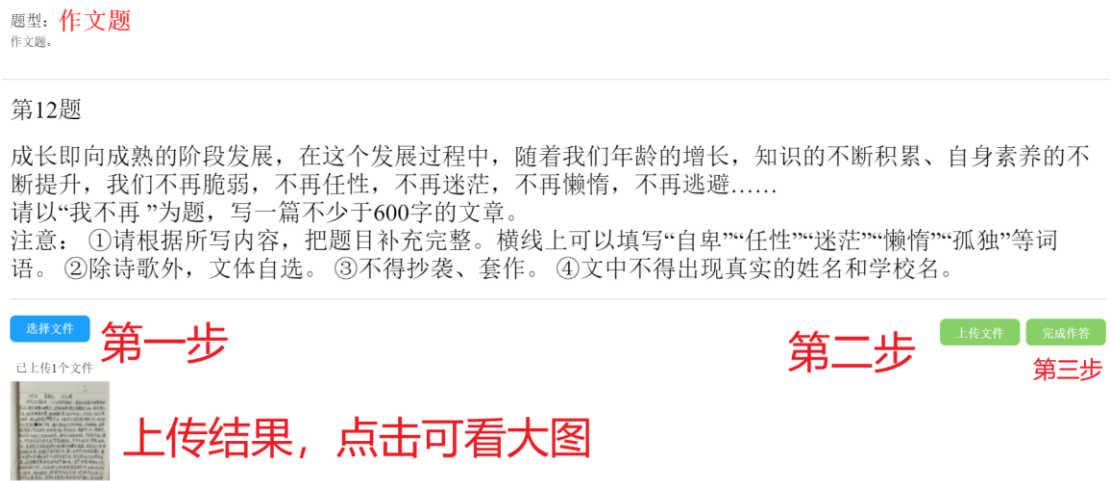 题型：作文题
作文题。
第12题
成长即向成熟的阶段发展，在这个发展过程中，随着我们年龄的增长，知识的不断积累、自身素养的不
断提升，我们不再脆弱，不再任性，不再迷茫，不再懒惰，不再逃避……
请以“我不再 ”为题，写一篇不少于600字的文章。
注意： ①请根据所写内容，把题目补充完整。横线上可以填写“自卑”“任性”“迷茫”“懒惰”“孤独”等词
语。 ②除诗歌外，文体自选。 ③不得抄袭、套作。 ④文中不得出现真实的姓名和学校名。
选择文件 第一步 第二步 上传文件 完成作答
已上传1个文件 第三步
上传结果，点击可看大图